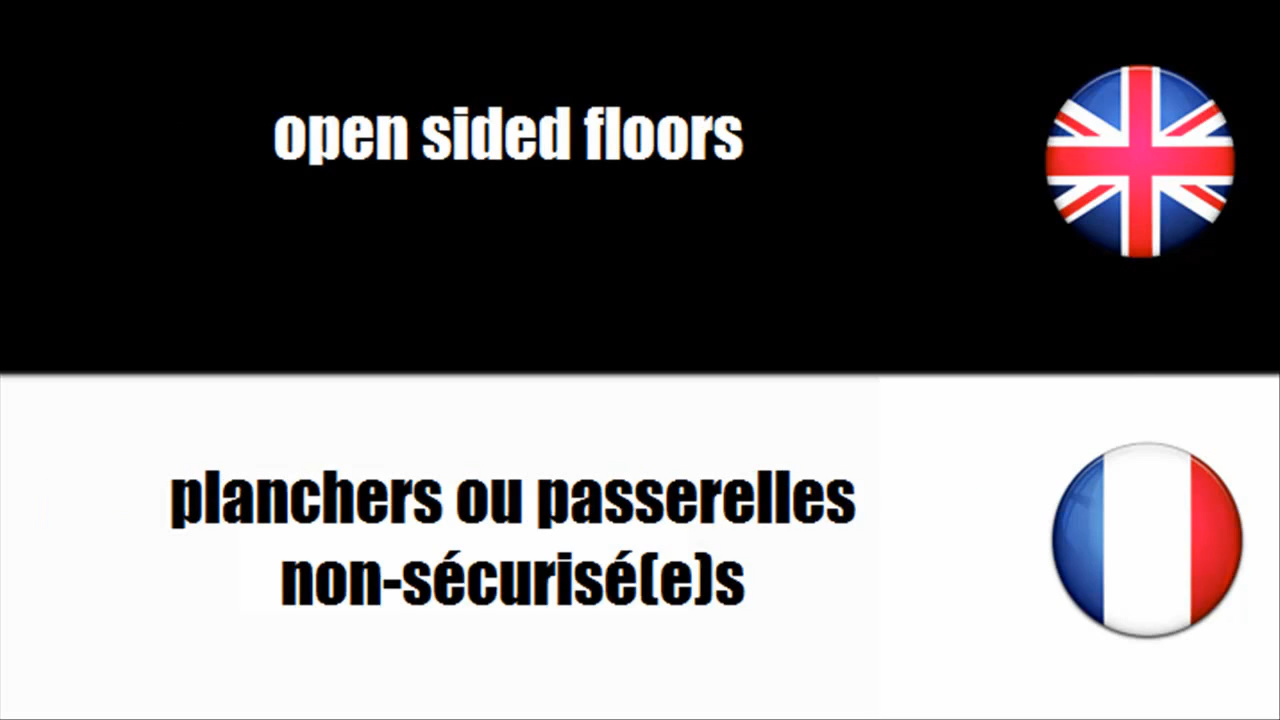 open sided floors
planchers ou passerelles
non-sécurisé(e)s